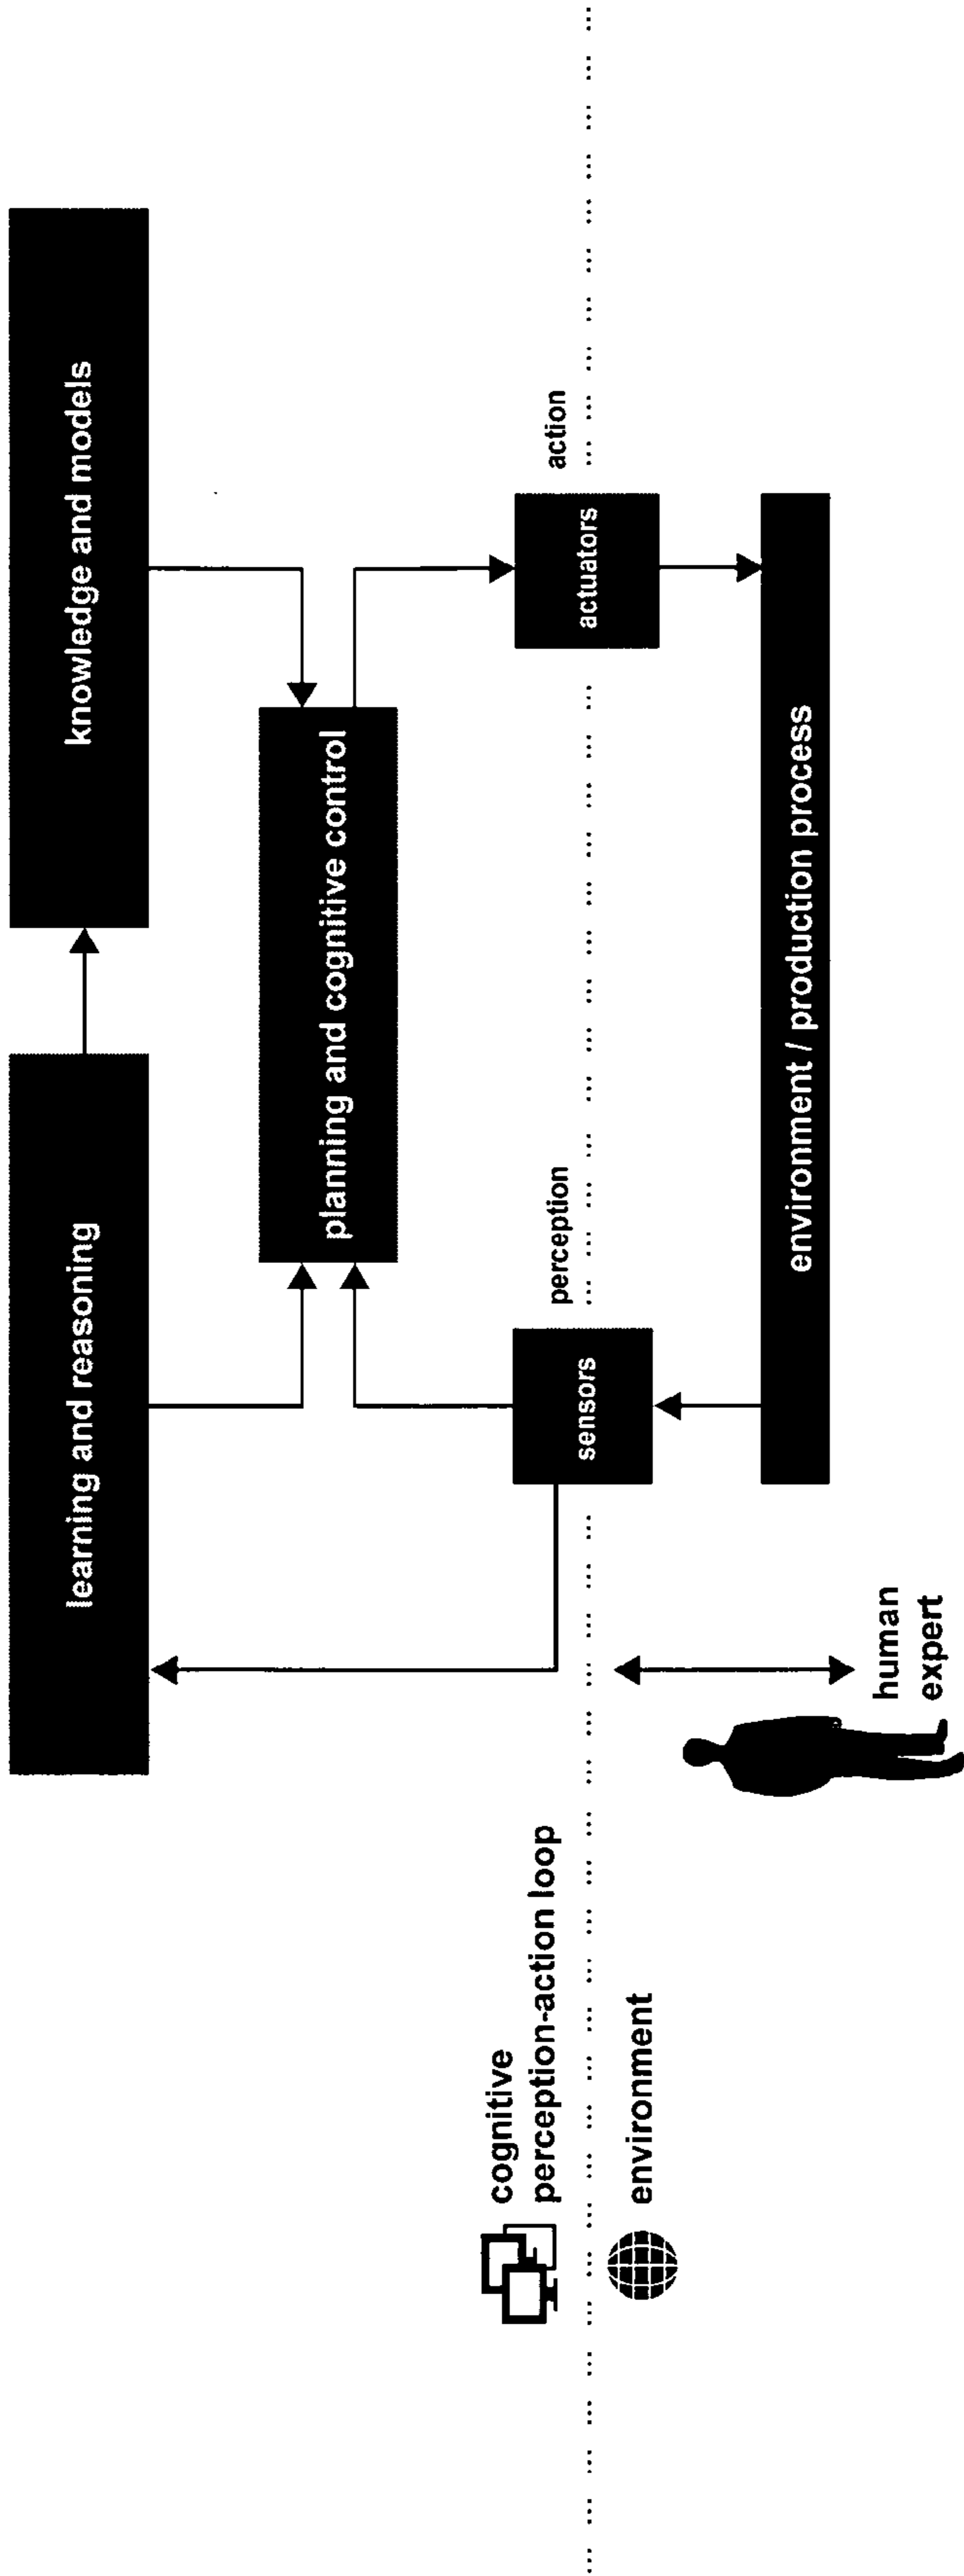 learning and reasoning
knowledge and models
planning and cognitive control
cognitive
perception-action loop
perception
action
sensors
actuators
environment
environment / production process
human
expert